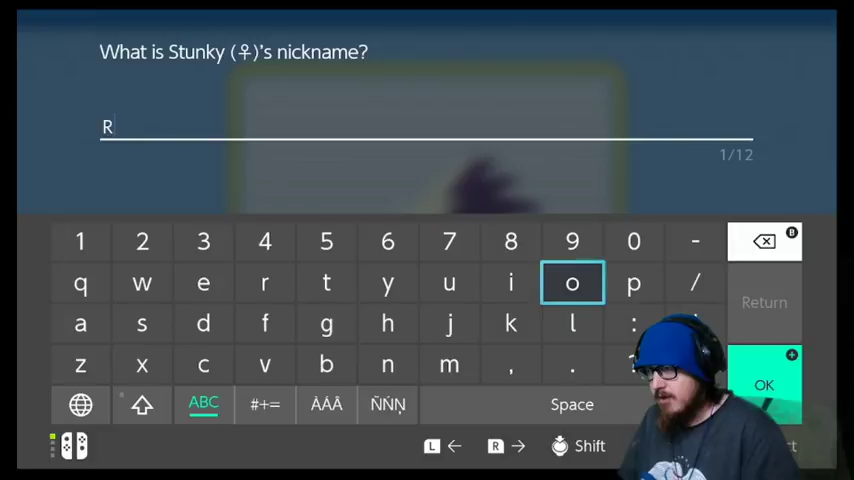 What is Stunky (♀)'s nickname?
R
1/12
1 2 3 4 5 6 7 8 9 0 -
q w e r t y u i o p /
Return
a s d f g h j k l :
z x c v b n m , .
OK
ABC #+= ÀÁÂ ÑŇŅ Space
L ← R → Shift